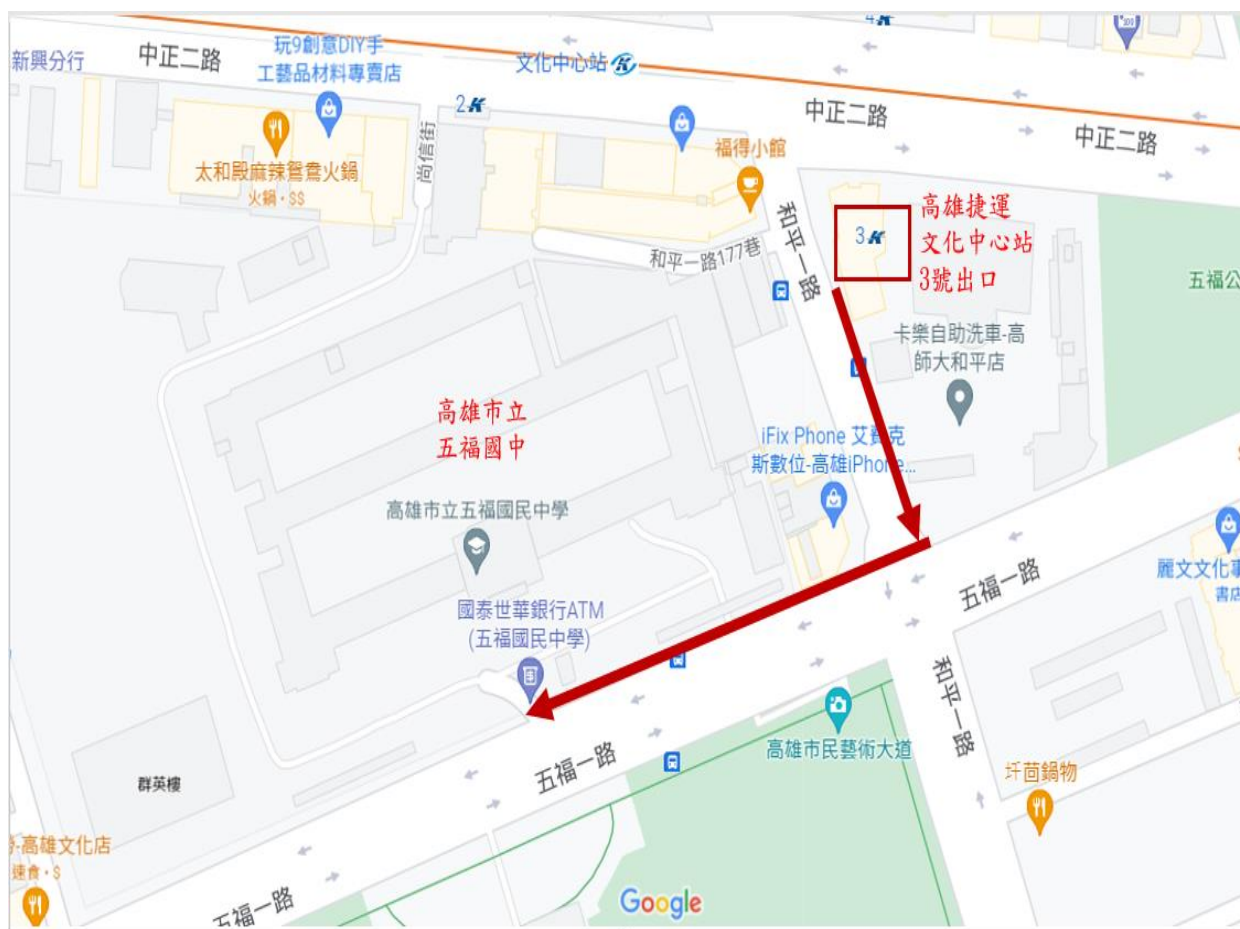 新興分行
中正二路
玩9創意DIY手
工藝品材料專賣店
文化中心站
4
2
中正二路
中正二路
尚信街
太和殿麻辣鴛鴦火鍋
火鍋・$$
福得小館
和平一路
和平一路177巷
3
高雄捷運
文化中心站
3號出口
五福公
卡樂自助洗車-高
師大和平店
高雄市立
五福國中
iFix Phone 艾賽克
斯數位-高雄iPhone...
高雄市立五福國民中學
國泰世華銀行ATM
(五福國民中學)
五福一路
麗文文化事
書店
和平一路
高雄市民藝術大道
五福一路
群英樓
圷茴鍋物
-高雄文化店
速食・$
五福一路
Google